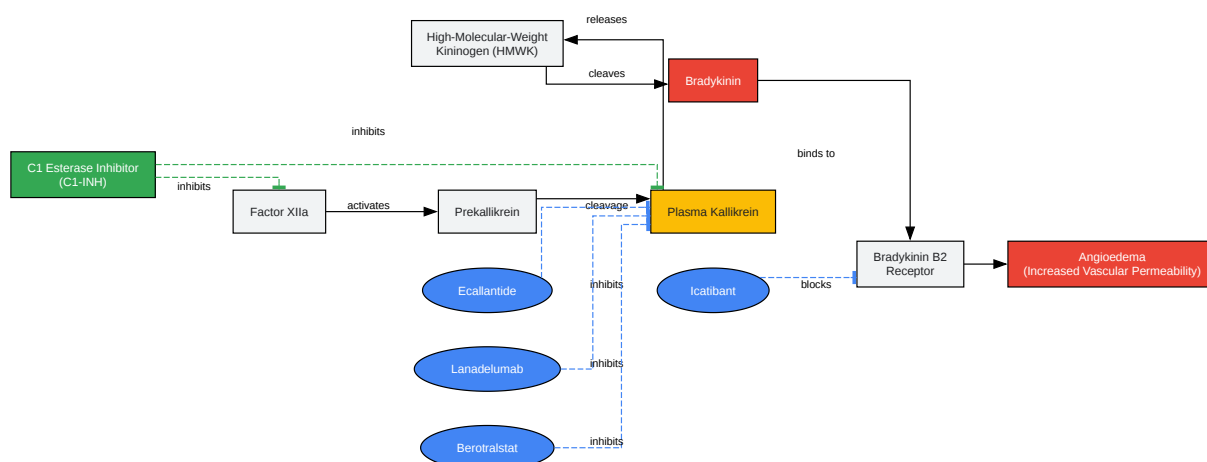 releases
High-Molecular-Weight
Kininogen (HMWK)
cleaves
Bradykinin
inhibits
binds to
C1 Esterase Inhibitor
(C1-INH)
inhibits
Factor XIIa
activates
Prekallikrein
cleavage
Plasma Kallikrein
Bradykinin B2
Receptor
Angioedema
(Increased Vascular Permeability)
Ecallantide
inhibits
Icatibant
blocks
Lanadelumab
inhibits
Berotralstat
inhibits